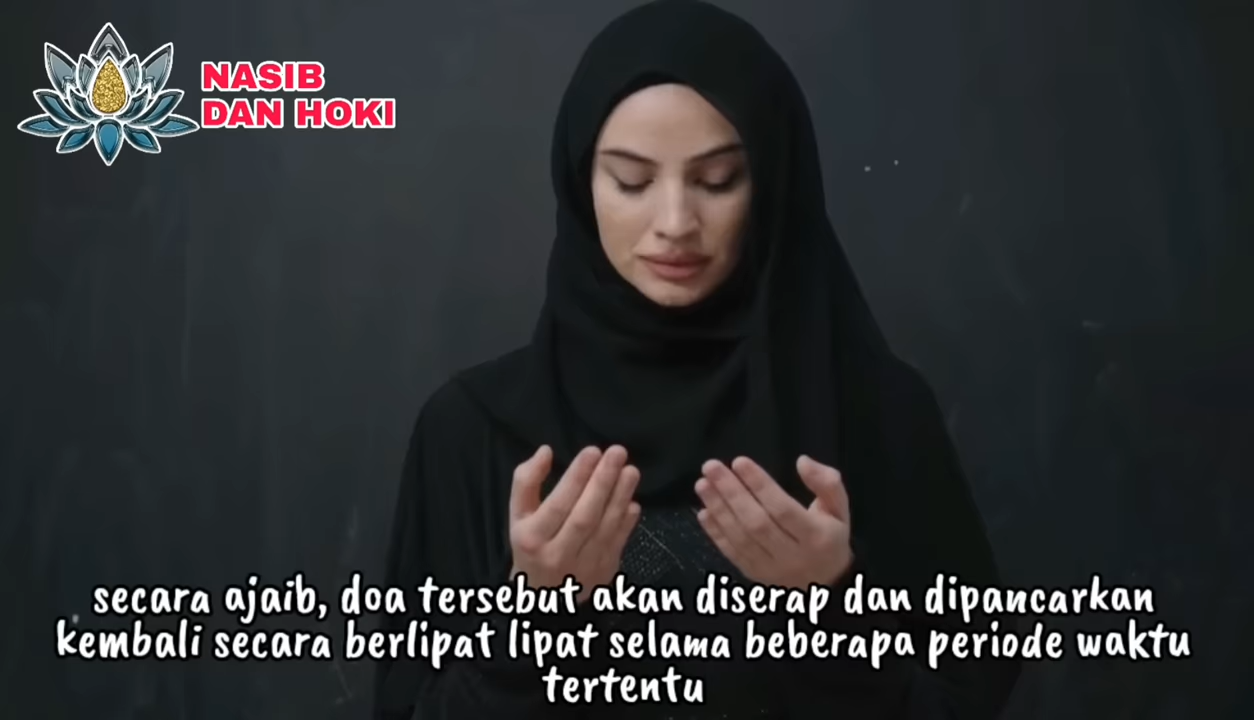 NASIB
DAN HOKI
secara ajaib, doa tersebut akan diserap dan dipancarkan
kembali secara berlipat lipat selama beberapa periode waktu
tertentu